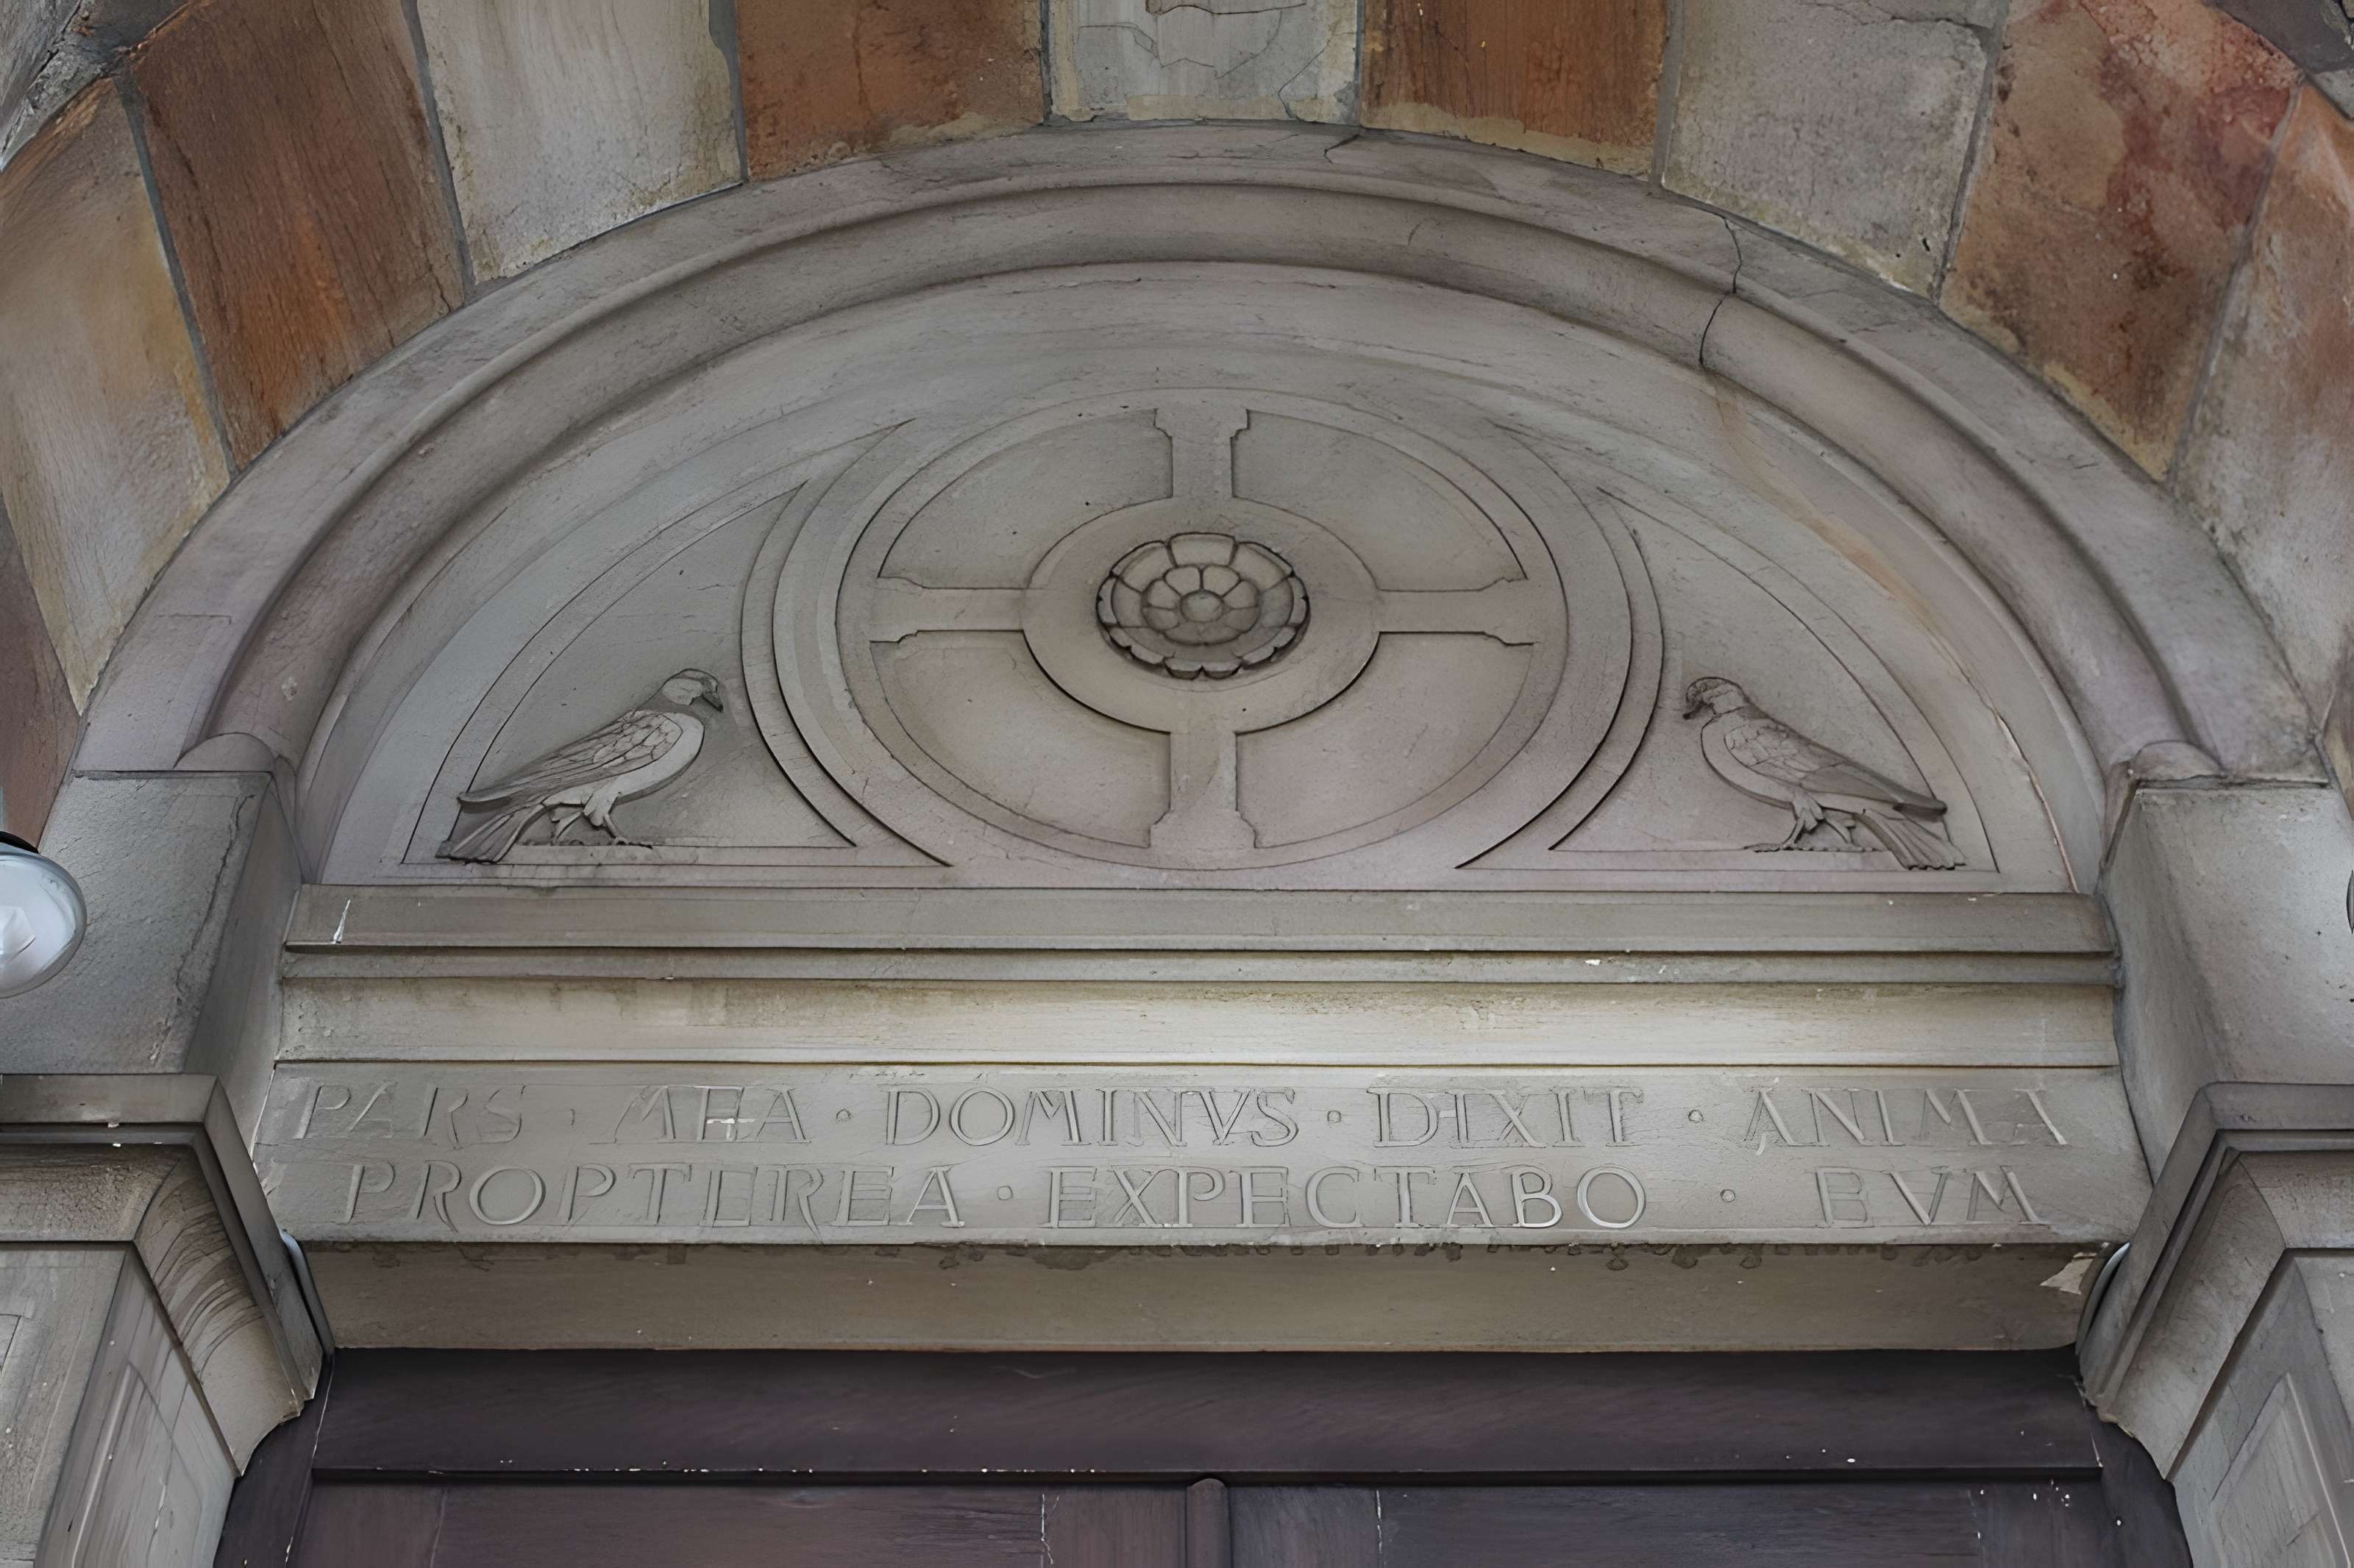 PARS · MEA · DOMINVS · DIXIT · ANIMA
PROPTEREA · EXPECTABO · EVM